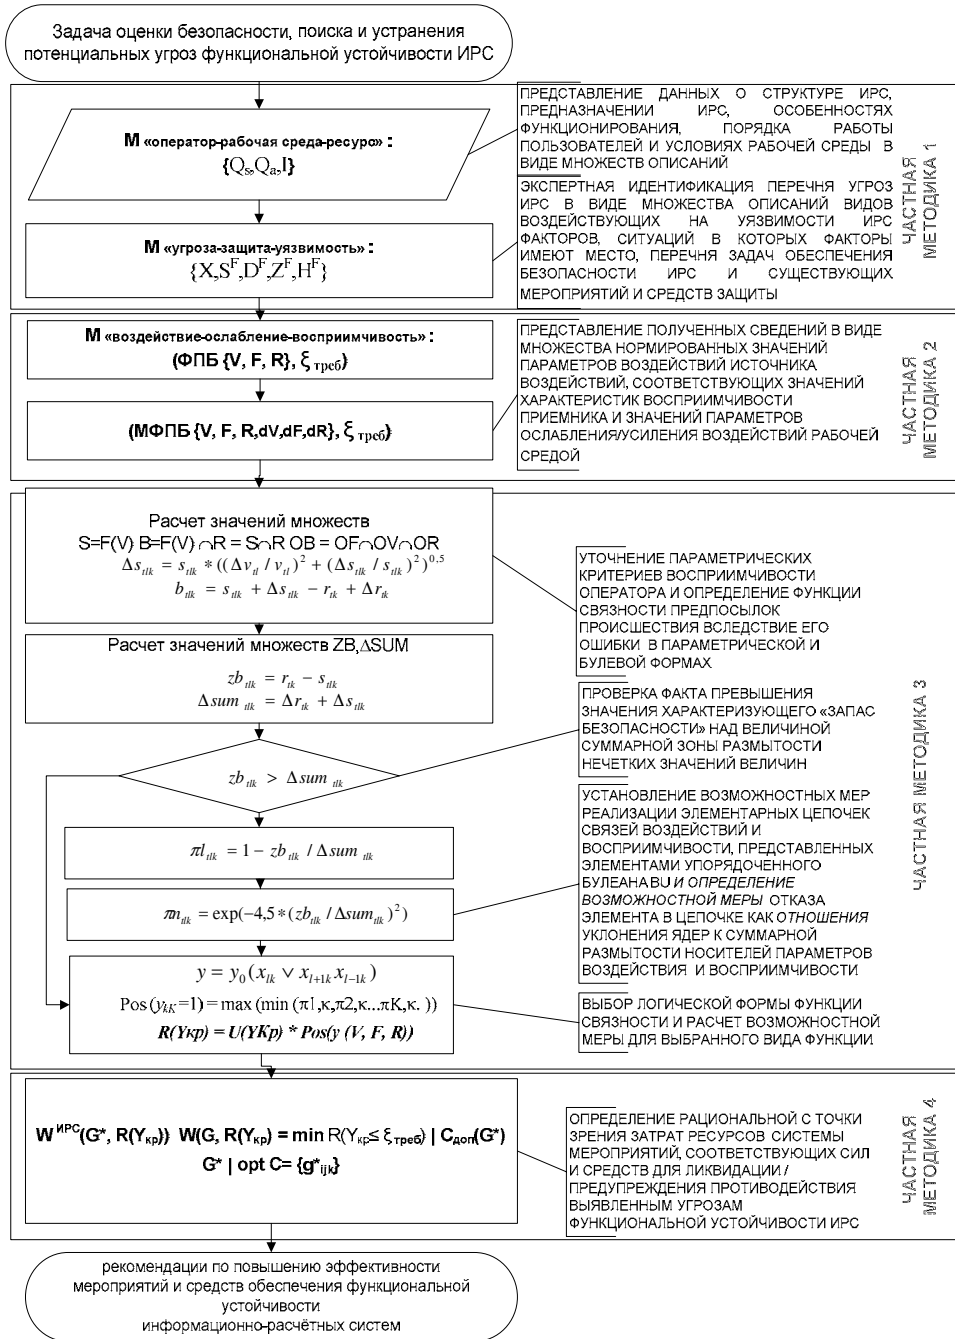 Задача оценки безопасности, поиска и устранения
потенциальных угроз функциональной устойчивости ИРС
М «оператор-рабочая среда-ресурс» :
{Qs,Qa,I}
ПРЕДСТАВЛЕНИЕ ДАННЫХ О СТРУКТУРЕ ИРС,
ПРЕДНАЗНАЧЕНИИ ИРС, ОСОБЕННОСТЯХ
ФУНКЦИОНИРОВАНИЯ, ПОРЯДКА РАБОТЫ
ПОЛЬЗОВАТЕЛЕЙ И УСЛОВИЯХ РАБОЧЕЙ СРЕДЫ В
ВИДЕ МНОЖЕСТВ ОПИСАНИЙ
М «угроза-защита-уязвимость» :
{X,S^F,D^F,Z^F,H^F}
ЭКСПЕРТНАЯ ИДЕНТИФИКАЦИЯ ПЕРЕЧНЯ УГРОЗ
ИРС В ВИДЕ МНОЖЕСТВА ОПИСАНИЙ ВИДОВ
ВОЗДЕЙСТВУЮЩИХ НА УЯЗВИМОСТИ ИРС
ФАКТОРОВ, СИТУАЦИЙ В КОТОРЫХ ФАКТОРЫ
ИМЕЮТ МЕСТО, ПЕРЕЧНЯ ЗАДАЧ ОБЕСПЕЧЕНИЯ
БЕЗОПАСНОСТИ ИРС И СУЩЕСТВУЮЩИХ
МЕРОПРИЯТИЙ И СРЕДСТВ ЗАЩИТЫ
ЧАСТНАЯ
МЕТОДИКА 1
М «воздействие-ослабление-восприимчивость» :
(ФПБ {V, F, R}, ξ треб)
(МФПБ {V, F, R,dV,dF,dR}, ξ треб)
ПРЕДСТАВЛЕНИЕ ПОЛУЧЕННЫХ СВЕДЕНИЙ В ВИДЕ
МНОЖЕСТВА НОРМИРОВАННЫХ ЗНАЧЕНИЙ
ПАРАМЕТРОВ ВОЗДЕЙСТВИЙ ИСТОЧНИКА
ВОЗДЕЙСТВИЙ, СООТВЕТСТВУЮЩИХ ЗНАЧЕНИЙ
ХАРАКТЕРИСТИК ВОСПРИИМЧИВОСТИ
ПРИЕМНИКА И ЗНАЧЕНИЙ ПАРАМЕТРОВ
ОСЛАБЛЕНИЯ/УСИЛЕНИЯ ВОЗДЕЙСТВИЙ РАБОЧЕЙ
СРЕДОЙ
ЧАСТНАЯ
МЕТОДИКА 2
Расчет значений множеств
S=F(V) B=F(V)∩R = S∩R OB = OF∩OV∩OR
Δs_tlk = s_tlk * ((Δv_tl / v_tl)^2 + (Δs_tlk / s_tlk)^2)^0.5
b_tlk = s_tlk + Δs_tlk − r_tk + Δr_tk
УТОЧНЕНИЕ ПАРАМЕТРИЧЕСКИХ
КРИТЕРИЕВ ВОСПРИИМЧИВОСТИ
ОПЕРАТОРА И ОПРЕДЕЛЕНИЕ ФУНКЦИИ
СВЯЗНОСТИ ПРЕДПОСЫЛОК
ПРОИСШЕСТВИЯ ВСЛЕДСТВИЕ ЕГО
ОШИБКИ В ПАРАМЕТРИЧЕСКОЙ И
БУЛЕВОЙ ФОРМАХ
Расчет значений множеств ZB,ΔSUM
zb_tlk = r_tk − s_tlk
Δsum_tlk = Δr_tk + Δs_tlk
zb_tlk > Δsum_tlk
ПРОВЕРКА ФАКТА ПРЕВЫШЕНИЯ
ЗНАЧЕНИЯ ХАРАКТЕРИЗУЮЩЕГО «ЗАПАС
БЕЗОПАСНОСТИ» НАД ВЕЛИЧИНОЙ
СУММАРНОЙ ЗОНЫ РАЗМЫТОСТИ
НЕЧЕТКИХ ЗНАЧЕНИЙ ВЕЛИЧИН
πl_tlk = 1 − zb_tlk / Δsum_tlk
πn_tlk = exp(−4,5 * (zb_tlk / Δsum_tlk)^2)
УСТАНОВЛЕНИЕ ВОЗМОЖНОСТНЫХ МЕР
РЕАЛИЗАЦИИ ЭЛЕМЕНТАРНЫХ ЦЕПОЧЕК
СВЯЗЕЙ ВОЗДЕЙСТВИЙ И
ВОСПРИИМЧИВОСТИ, ПРЕДСТАВЛЕННЫХ
ЭЛЕМЕНТАМИ УПОРЯДОЧЕННОГО
БУЛЕАНА BU И ОПРЕДЕЛЕНИЕ
ВОЗМОЖНОСТНОЙ МЕРЫ ОТКАЗА
ЭЛЕМЕНТА В ЦЕПОЧКЕ КАК ОТНОШЕНИЯ
УКЛОНЕНИЯ ЯДЕР К СУММАРНОЙ
РАЗМЫТОСТИ НОСИТЕЛЕЙ ПАРАМЕТРОВ
ВОЗДЕЙСТВИЯ И ВОСПРИИМЧИВОСТИ
y = y_0(x_lk ∨ x_l+1k x_l−1k)
Pos (y_kK=1) = max (min (π1,к,π2,к...πK,к. ))
R(Yкр) = U(YКр) * Pos(y (V, F, R))
ВЫБОР ЛОГИЧЕСКОЙ ФОРМЫ ФУНКЦИИ
СВЯЗНОСТИ И РАСЧЕТ ВОЗМОЖНОСТНОЙ
МЕРЫ ДЛЯ ВЫБРАННОГО ВИДА ФУНКЦИИ
ЧАСТНАЯ МЕТОДИКА 3
W^ИРС(G*, R(Yкр)) W(G, R(Yкр) = min R(Yкр≤ ξ треб) | Cдоп(G*)
G* | opt C= {g*ijk}
ОПРЕДЕЛЕНИЕ РАЦИОНАЛЬНОЙ С ТОЧКИ
ЗРЕНИЯ ЗАТРАТ РЕСУРСОВ СИСТЕМЫ
МЕРОПРИЯТИЙ, СООТВЕТСТВУЮЩИХ СИЛ
И СРЕДСТВ ДЛЯ ЛИКВИДАЦИИ /
ПРЕДУПРЕЖДЕНИЯ ПРОТИВОДЕЙСТВИЯ
ВЫЯВЛЕННЫМ УГРОЗАМ
ФУНКЦИОНАЛЬНОЙ УСТОЙЧИВОСТИ ИРС
ЧАСТНАЯ
МЕТОДИКА 4
рекомендации по повышению эффективности
мероприятий и средств обеспечения функциональной
устойчивости
информационно-расчётных систем